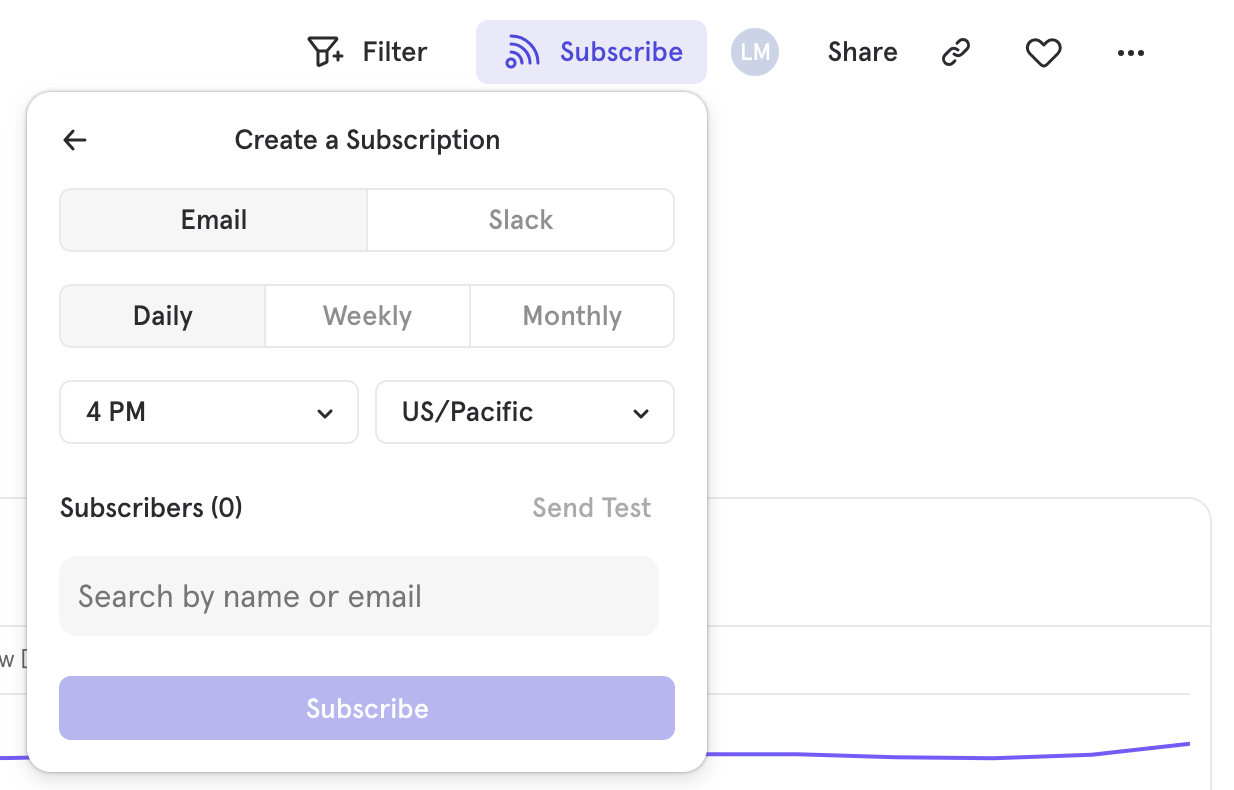 Filter Subscribe LM Share
Create a Subscription
Email Slack
Daily Weekly Monthly
4 PM US/Pacific
Subscribers (0) Send Test
Search by name or email
Subscribe